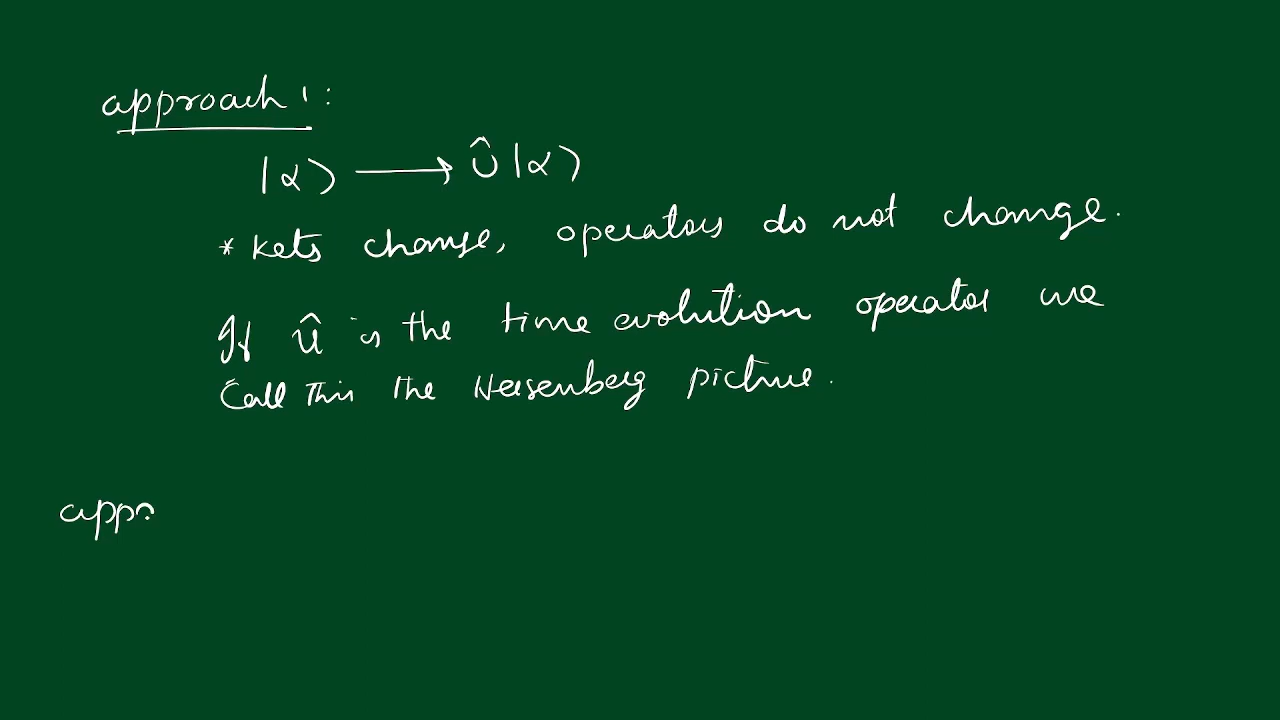 approach 1:
|α⟩ ⟶ Û|α⟩
* kets change, operators do not change.
If û is the time evolution operator we
Call This the Heisenberg picture.
appr